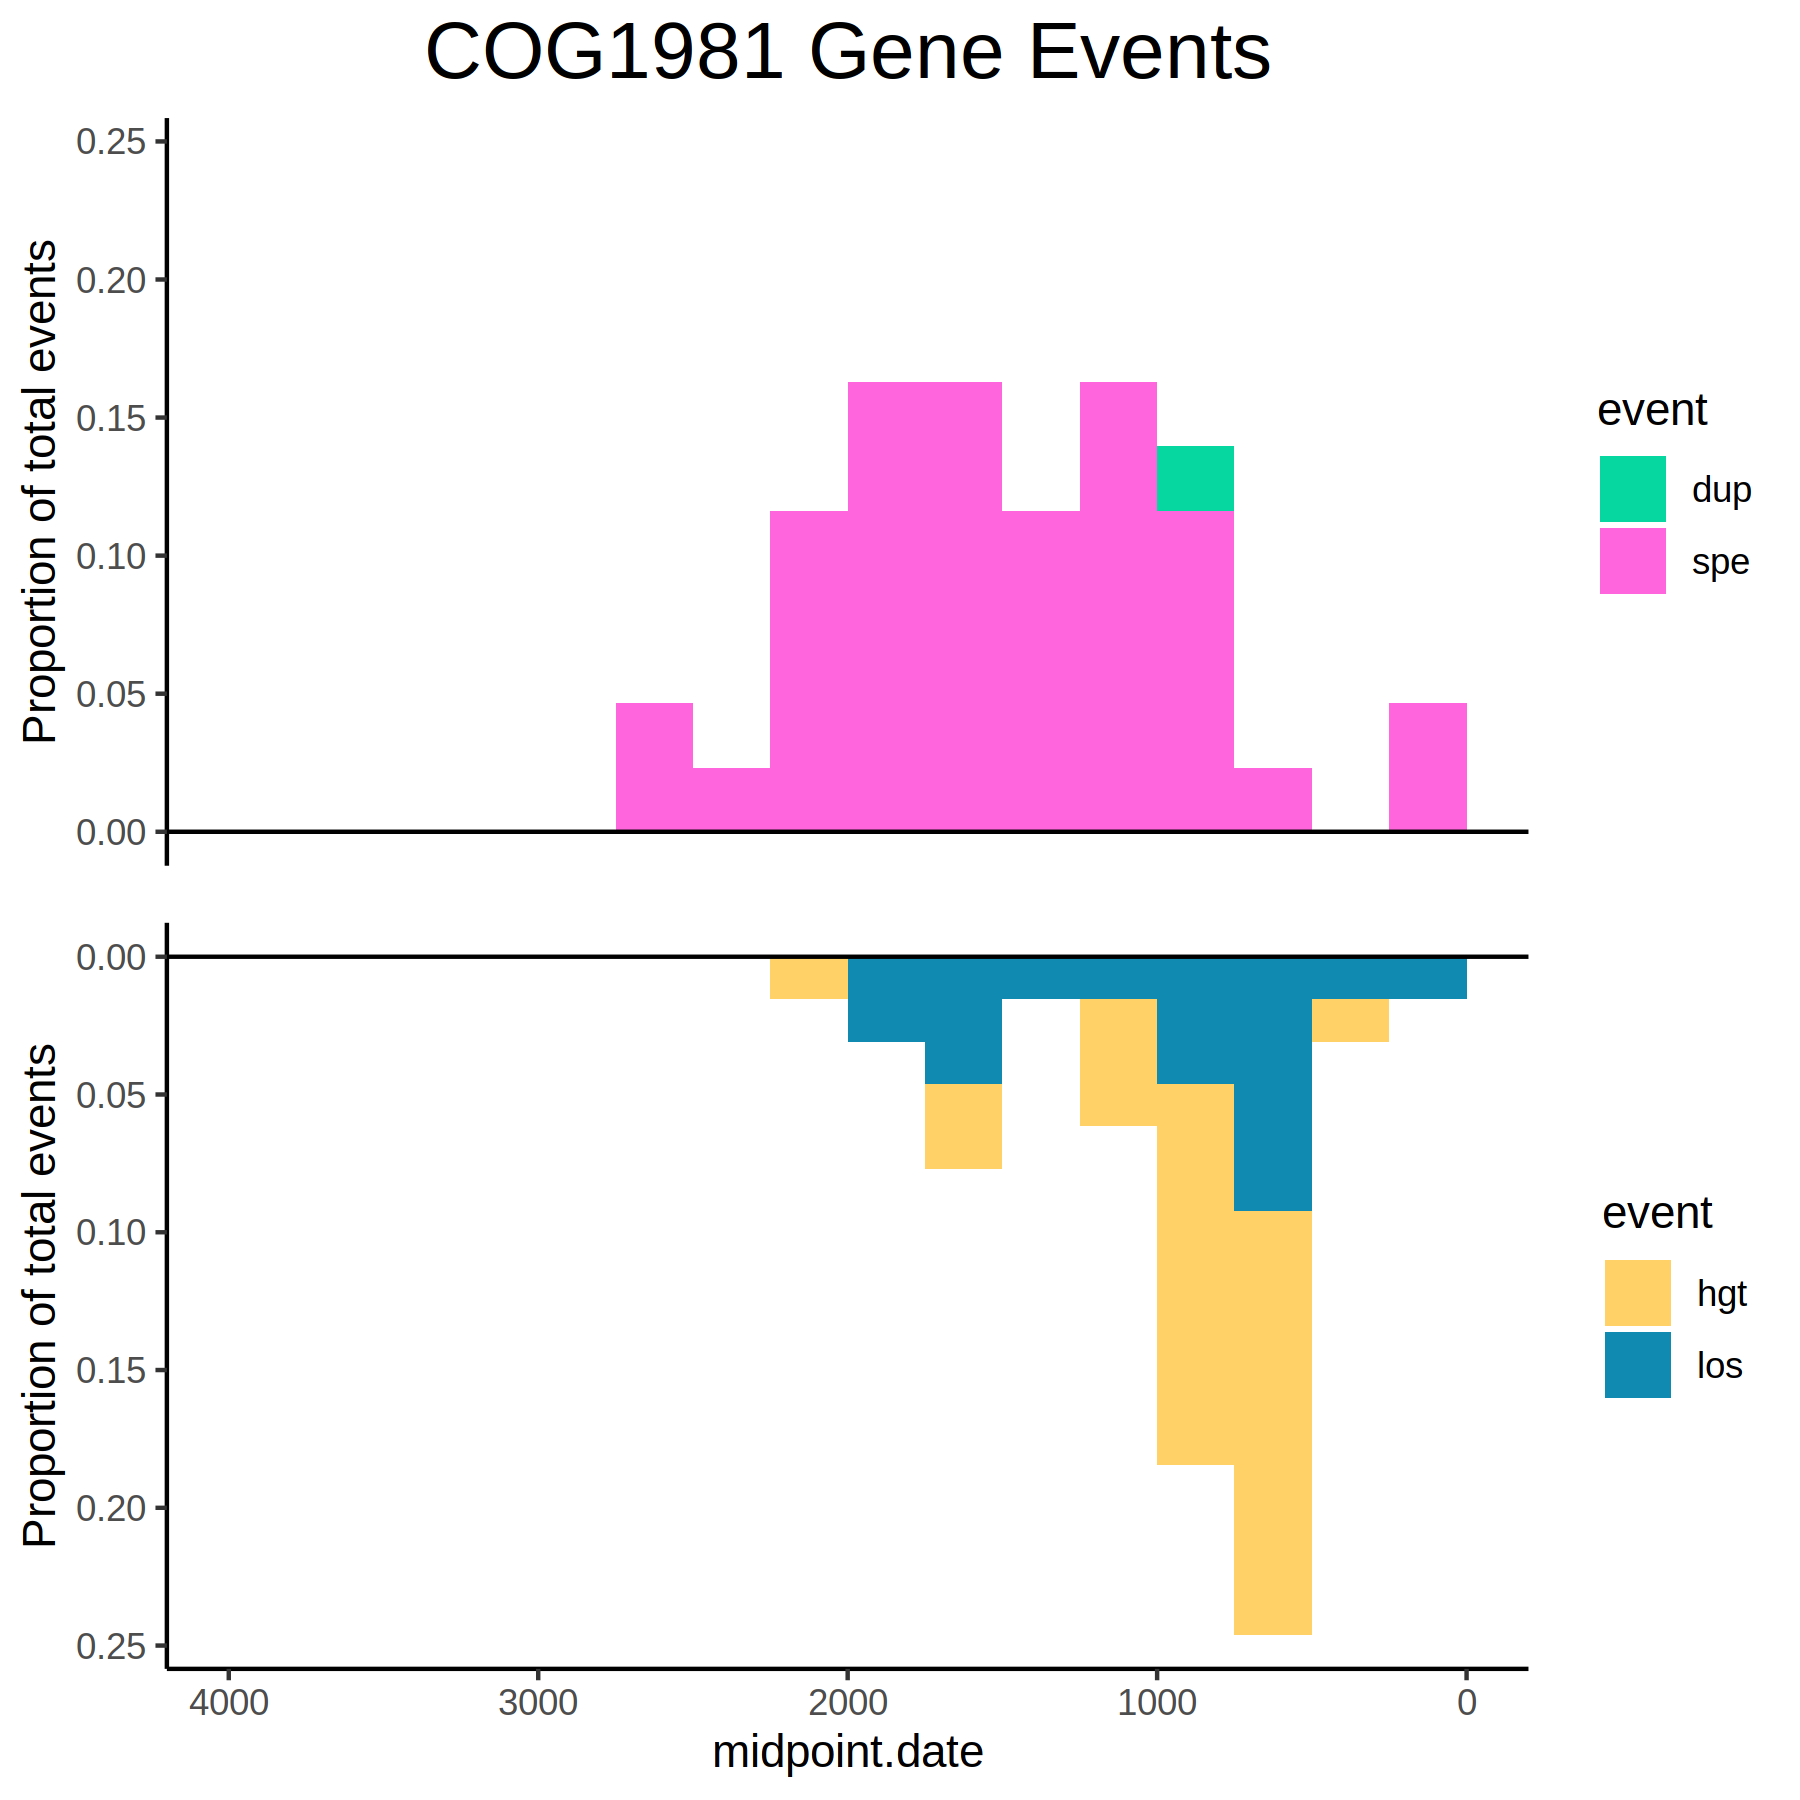 COG1981 Gene Events
0.25
0.20
0.15
0.10
0.05
0.00
Proportion of total events
event
dup
spe
0.00
0.05
0.10
0.15
0.20
0.25
Proportion of total events
event
hgt
los
4000 3000 2000 1000 0
midpoint.date